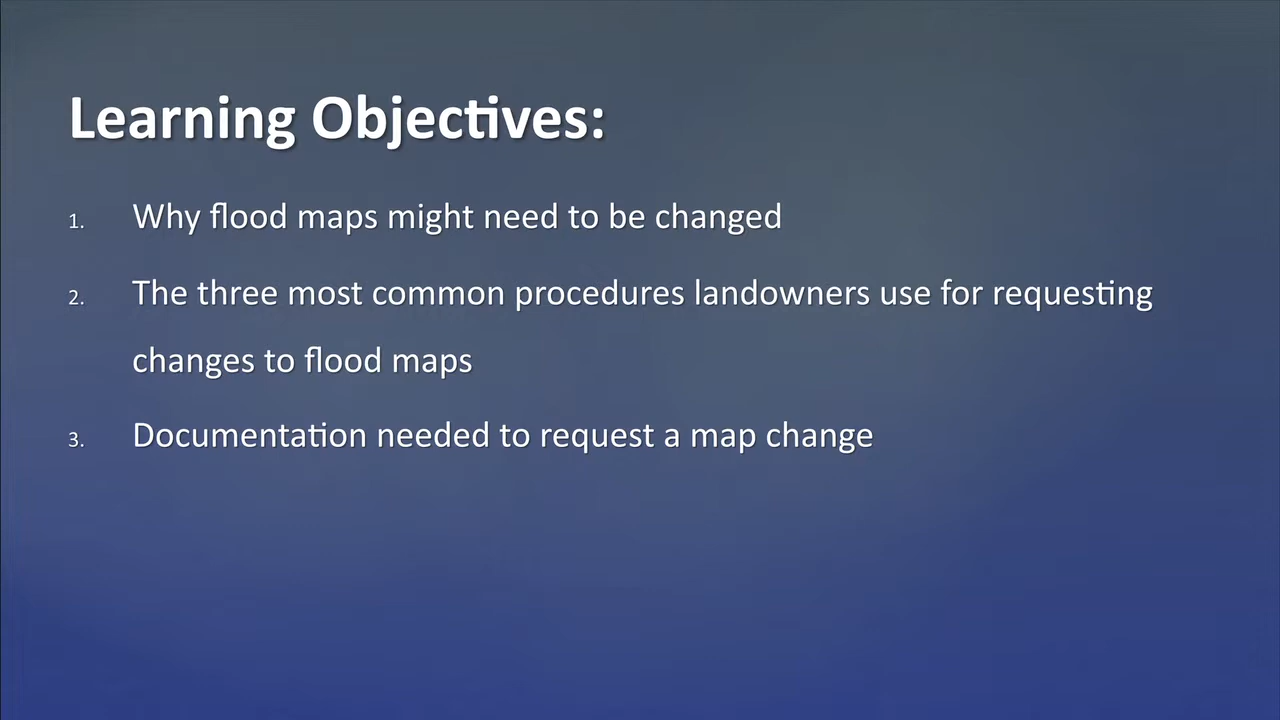 Learning Objectives:
1. Why flood maps might need to be changed
2. The three most common procedures landowners use for requesting
changes to flood maps
3. Documentation needed to request a map change